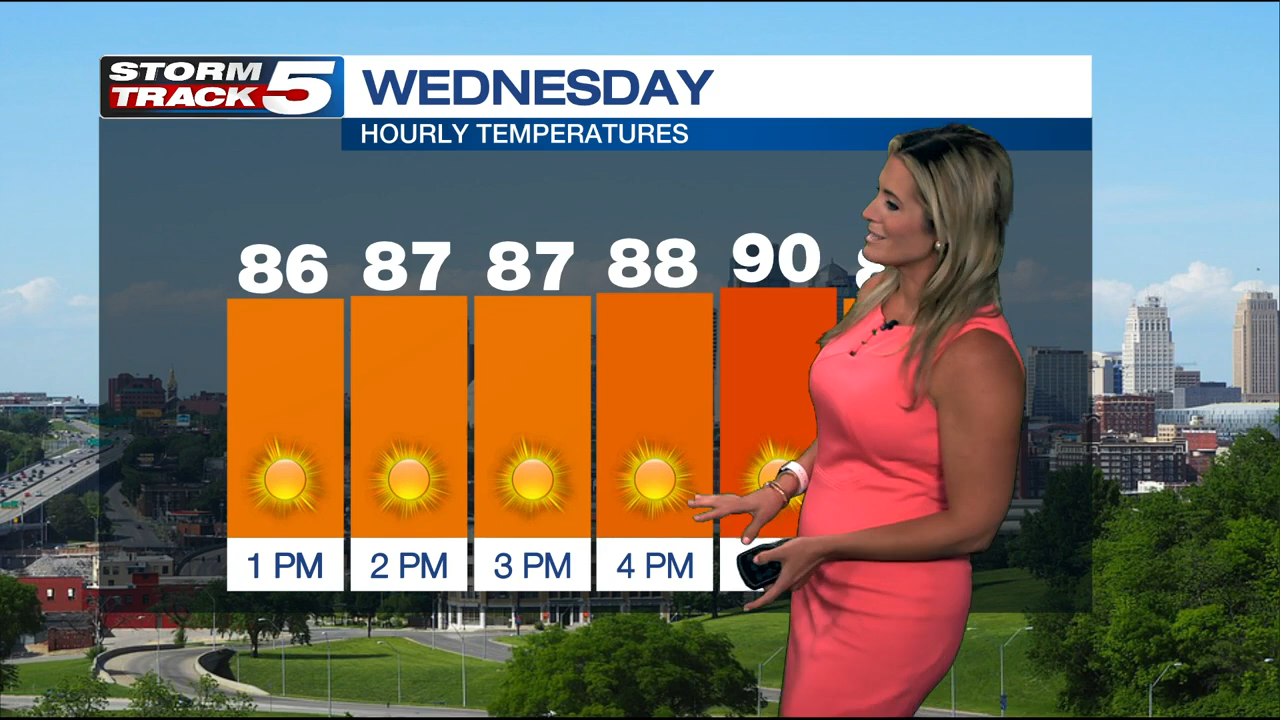 STORM
TRACK 5
WEDNESDAY
HOURLY TEMPERATURES
86 87 87 88 90
1 PM 2 PM 3 PM 4 PM